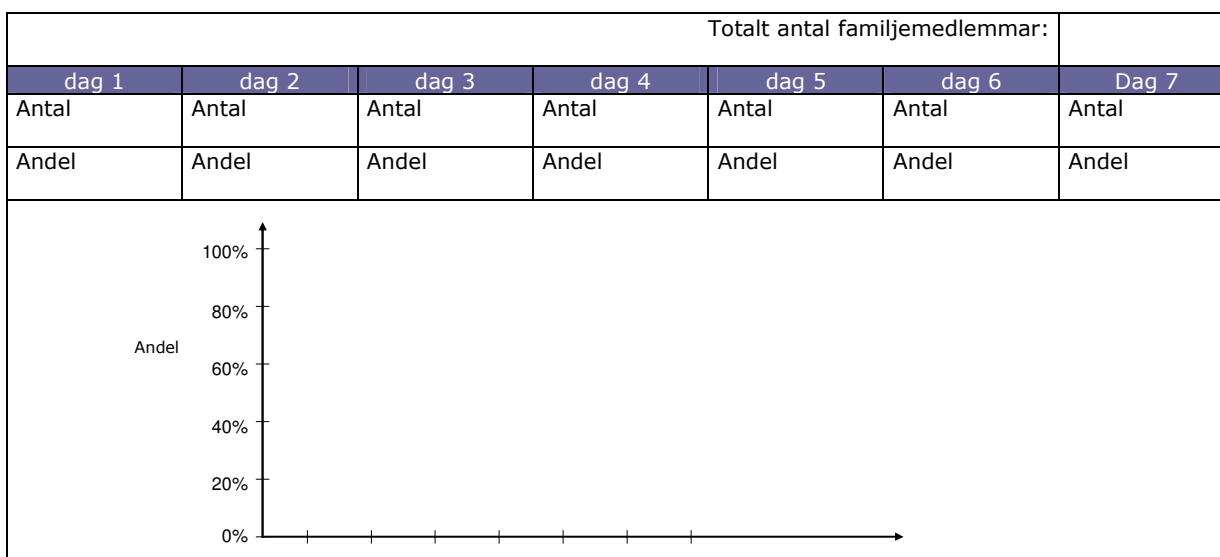 Totalt antal familjemedlemmar:
dag 1 dag 2 dag 3 dag 4 dag 5 dag 6 Dag 7
Antal Antal Antal Antal Antal Antal Antal
Andel Andel Andel Andel Andel Andel Andel
100%
80%
Andel
60%
40%
20%
0%